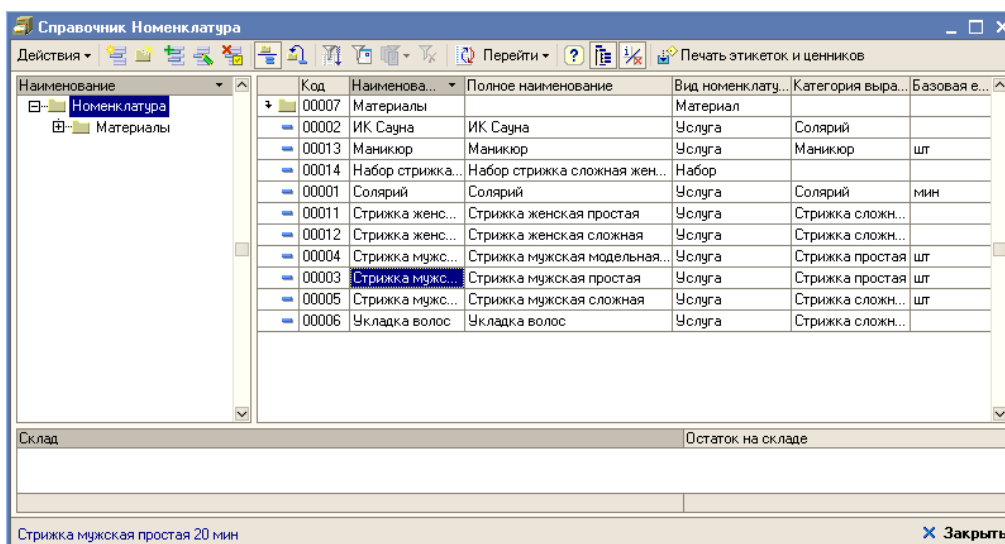 Справочник Номенклатура
Действия Перейти Печать этикеток и ценников
Наименование
Номенклатура
Материалы
Код Наименова... Полное наименование Вид номенклату... Категория выра... Базовая е...
00007 Материалы Материал
00002 ИК Сауна ИК Сауна Услуга Солярий
00013 Маникюр Маникюр Услуга Маникюр шт
00014 Набор стрижка... Набор стрижка сложная жен... Набор
00001 Солярий Солярий Услуга Солярий мин
00011 Стрижка женс... Стрижка женская простая Услуга Стрижка сложн...
00012 Стрижка женс... Стрижка женская сложная Услуга Стрижка сложн...
00004 Стрижка мужс... Стрижка мужская модельная... Услуга Стрижка простая шт
00003 Стрижка мужс... Стрижка мужская простая Услуга Стрижка простая шт
00005 Стрижка мужс... Стрижка мужская сложная Услуга Стрижка сложн... шт
00006 Укладка волос Укладка волос Услуга Стрижка сложн...
Склад Остаток на складе
Стрижка мужская простая 20 мин Закрыть